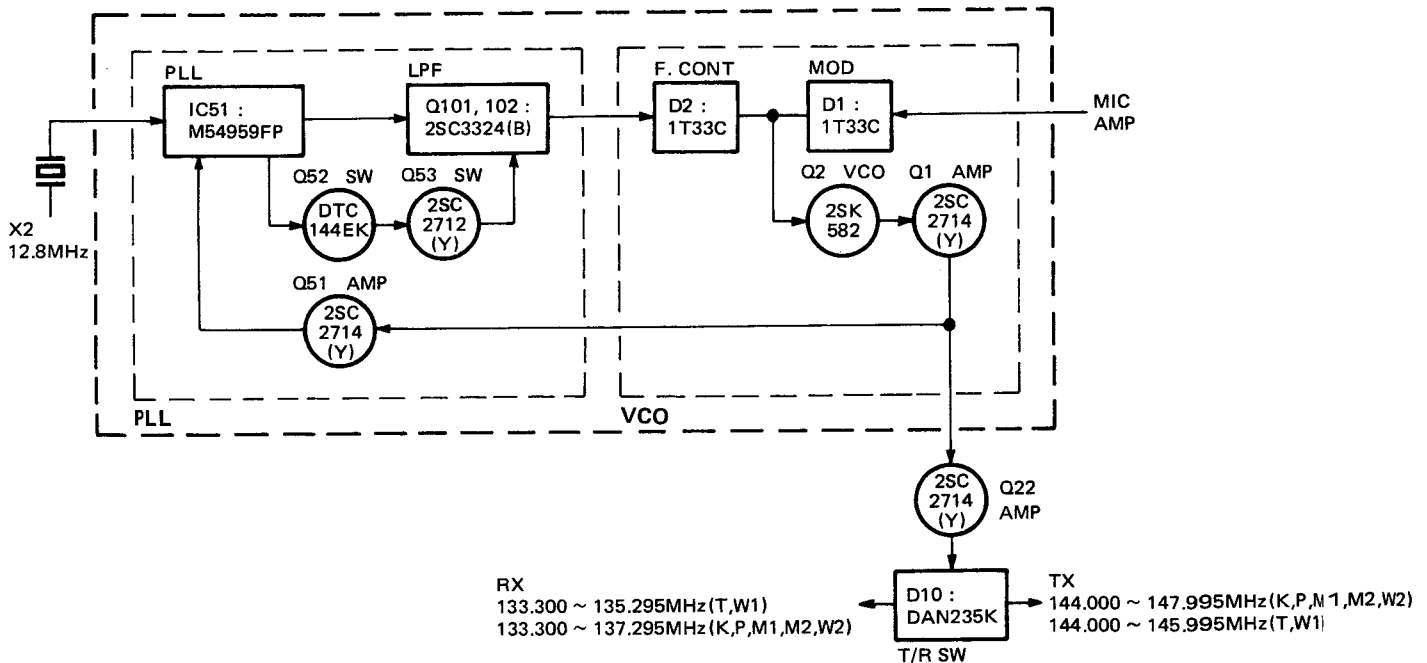 PLL
IC51 :
M54959FP
LPF
Q101, 102 :
2SC3324(B)
F. CONT
D2 :
1T33C
MOD
D1 :
1T33C
MIC
AMP
X2
12.8MHz
Q52 SW
DTC
144EK
Q53 SW
2SC
2712
(Y)
Q2 VCO
2SK
582
Q1 AMP
2SC
2714
(Y)
Q51 AMP
2SC
2714
(Y)
PLL
VCO
2SC
2714
(Y)
Q22
AMP
RX
133.300 ~ 135.295MHz(T,W1)
133.300 ~ 137.295MHz(K,P,M1,M2,W2)
D10 :
DAN235K
T/R SW
TX
144.000 ~ 147.995MHz(K,P,M1,M2,W2)
144.000 ~ 145.995MHz(T,W1)